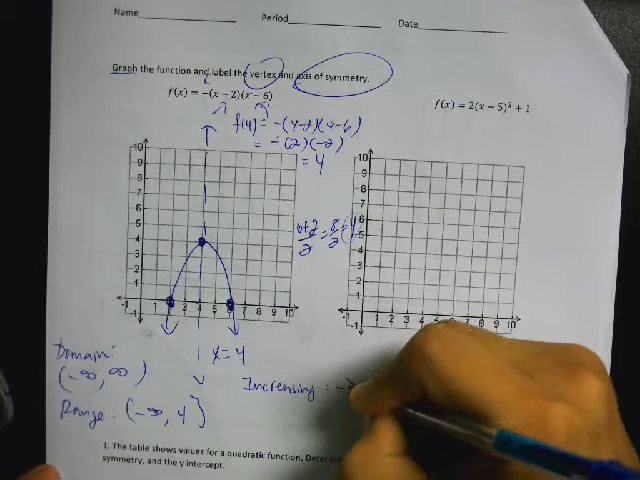 Name Period Date
Graph the function and label the vertex and axis of symmetry.
f(x) = -(x - 2)(x - 6)
f(x) = 2(x - 5)² + 1
f(4) = -(4-2)(4-6)
= -(2)(-2)
= 4
10 9 8 7 6 5 4 3 2 1
-1 1 2 3 4 5 6 7 8 9 10
-1
6+2/2 = 8/2 = 4
10 9 8 7 6 5 4 3 2 1
-1 1 2 3 4 5 6 7 8 9 10
-1
x = 4
Domain:
(-∞, ∞)
Range: (-∞, 4]
Increasing : -
1. The table shows values for a quadratic function.
symmetry, and the y intercept.